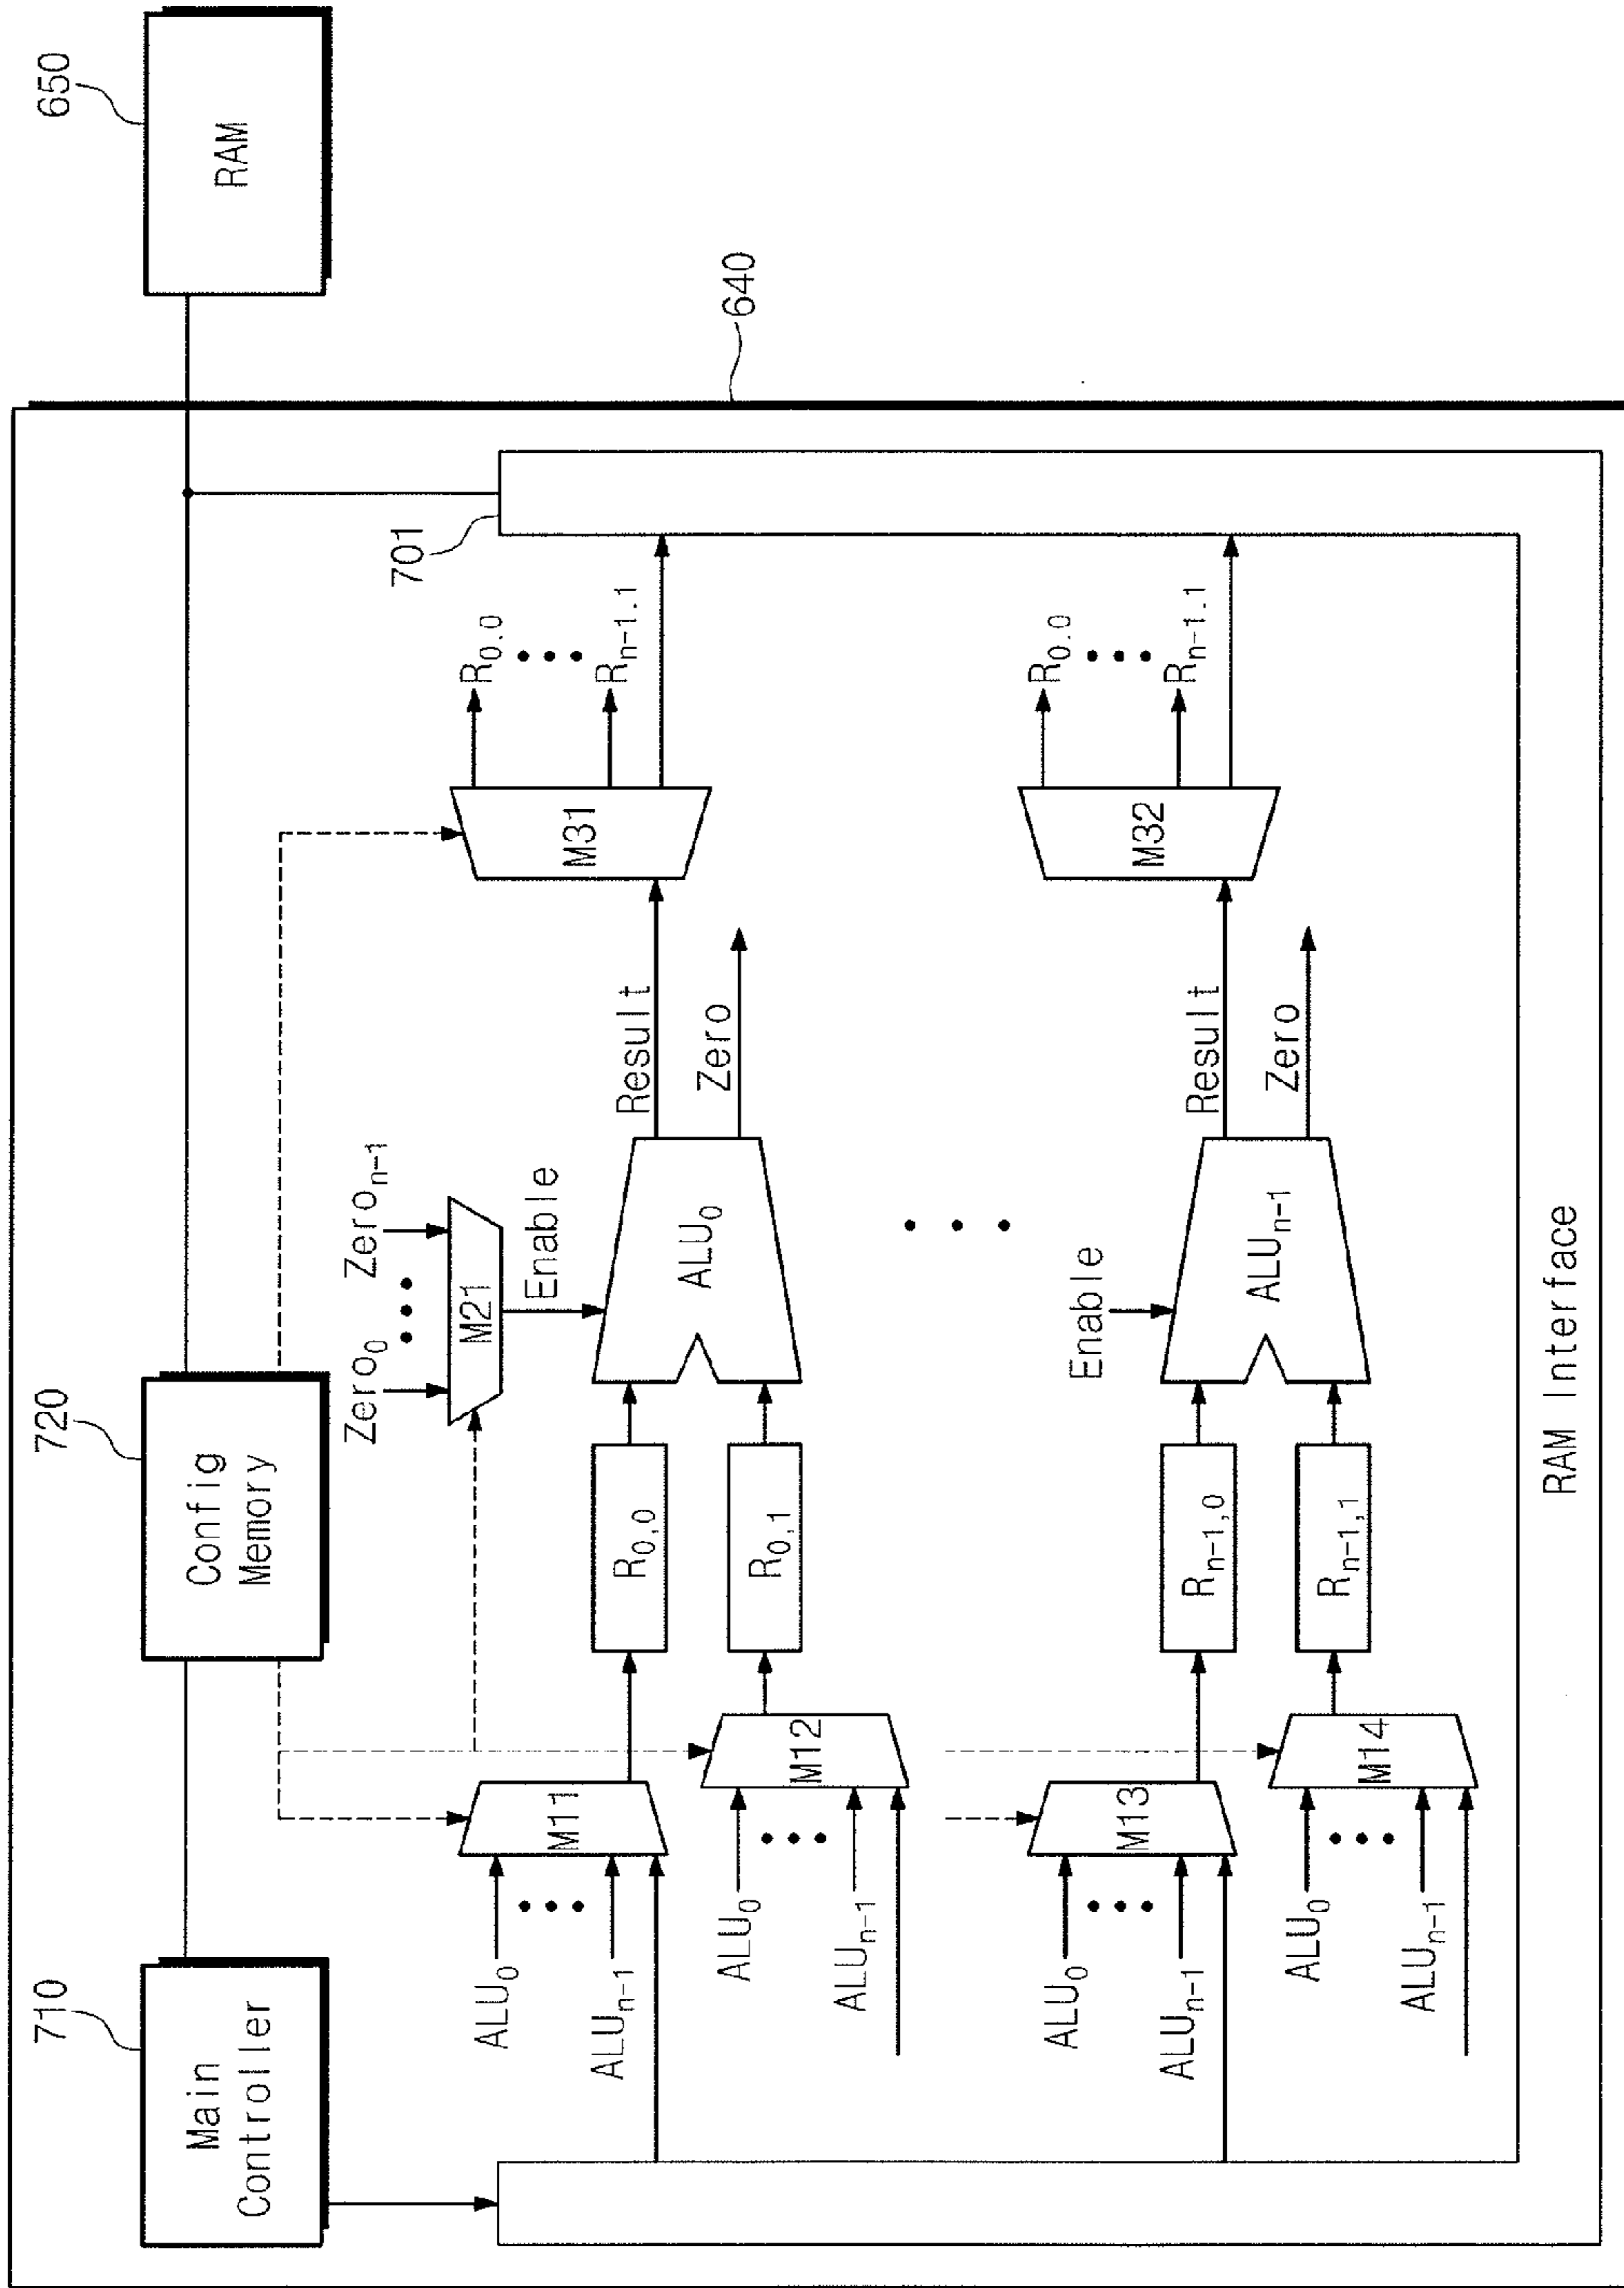 710
Main
Controller
720
Config
Memory
650
RAM
640
701
Zero0
Zeron-1
M21
Enable
ALU0
ALUn-1
M11
R0,0
ALU0
Result
M31
R0.0
Rn-1.1
Zero
ALU0
ALUn-1
M12
R0,1
ALU0
ALUn-1
M13
Rn-1,0
Enable
ALUn-1
Result
M32
R0.0
Rn-1.1
Zero
ALU0
ALUn-1
M14
Rn-1,1
RAM Interface